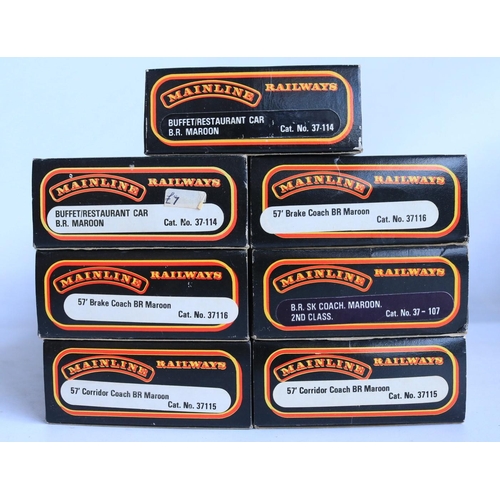 MAINLINE RAILWAYS
BUFFET/RESTAURANT CAR
B.R. MAROON Cat. No. 37-114
MAINLINE RAILWAYS
£7
BUFFET/RESTAURANT CAR
B.R. MAROON Cat. No. 37-114
MAINLINE RAILWAYS
57' Brake Coach BR Maroon
Cat. No. 37116
MAINLINE RAILWAYS
57' Brake Coach BR Maroon
Cat. No. 37116
MAINLINE RAILWAYS
B.R. SK COACH. MAROON.
2ND CLASS. Cat. No. 37-107
MAINLINE RAILWAYS
57' Corridor Coach BR Maroon
Cat. No. 37115
MAINLINE RAILWAYS
57' Corridor Coach BR Maroon
Cat. No. 37115